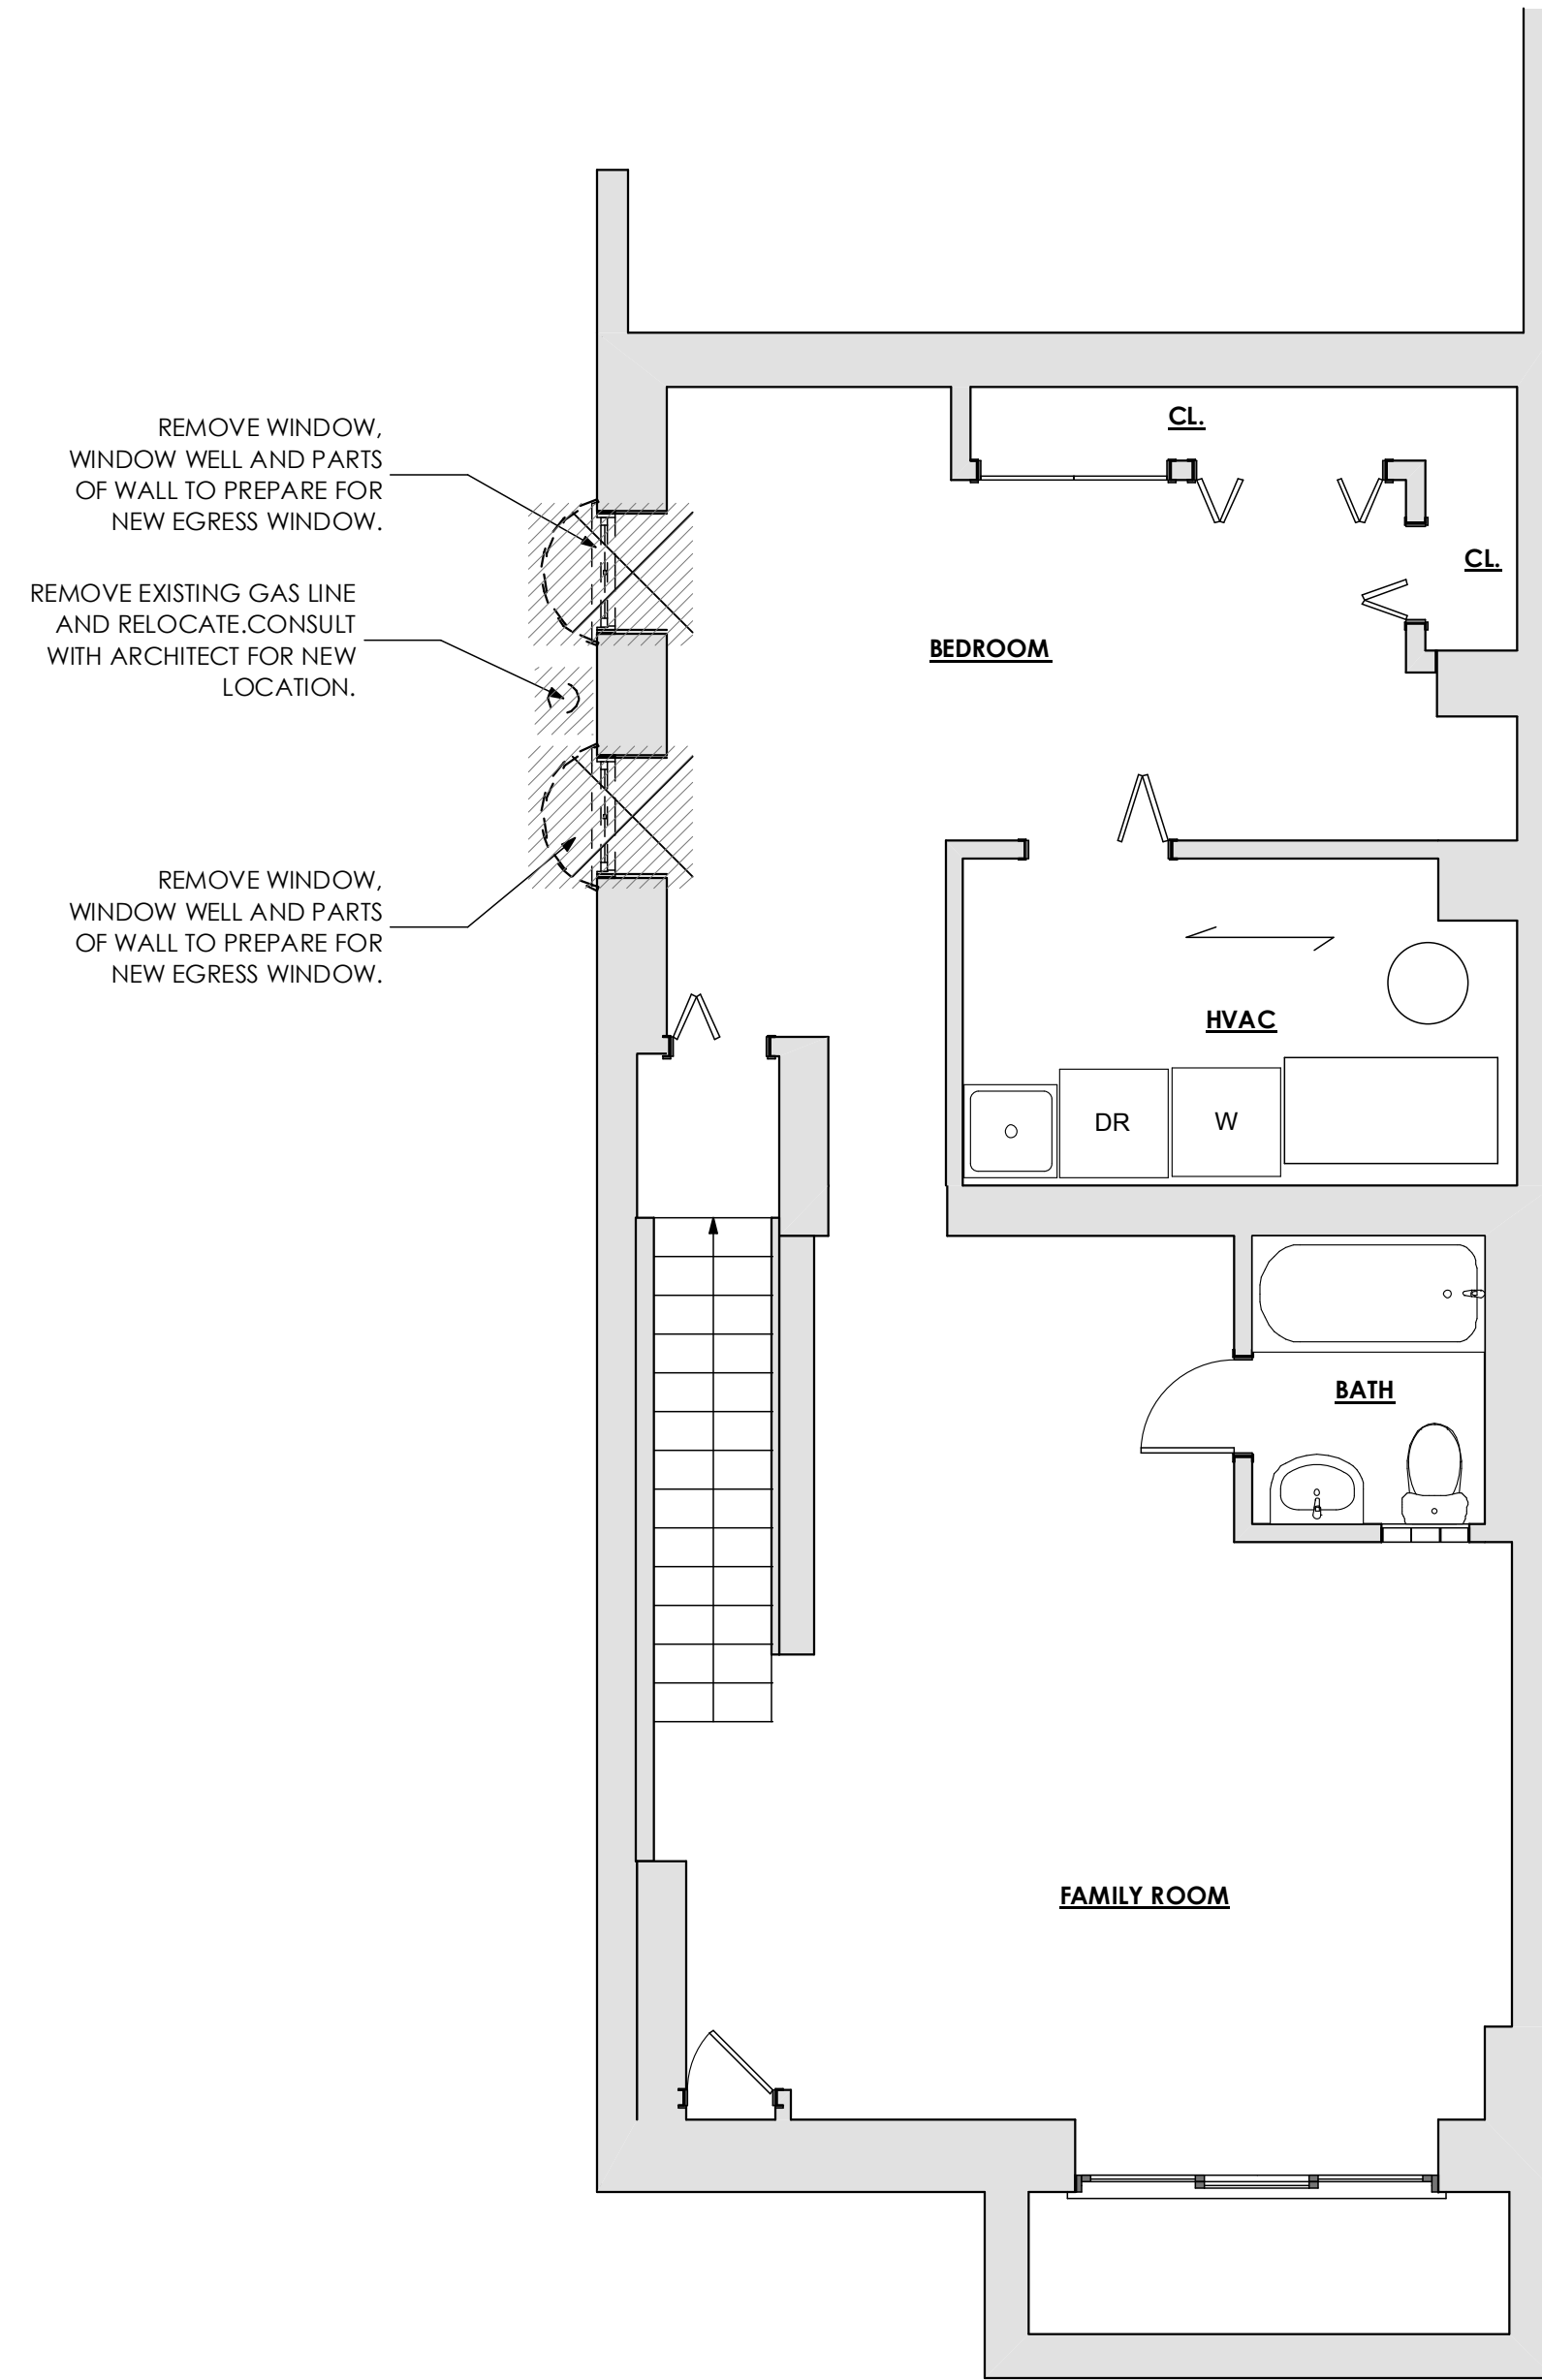 REMOVE WINDOW,
WINDOW WELL AND PARTS
OF WALL TO PREPARE FOR
NEW EGRESS WINDOW.
REMOVE EXISTING GAS LINE
AND RELOCATE.CONSULT
WITH ARCHITECT FOR NEW
LOCATION.
REMOVE WINDOW,
WINDOW WELL AND PARTS
OF WALL TO PREPARE FOR
NEW EGRESS WINDOW.
CL.
CL.
BEDROOM
HVAC
DR
W
BATH
FAMILY ROOM